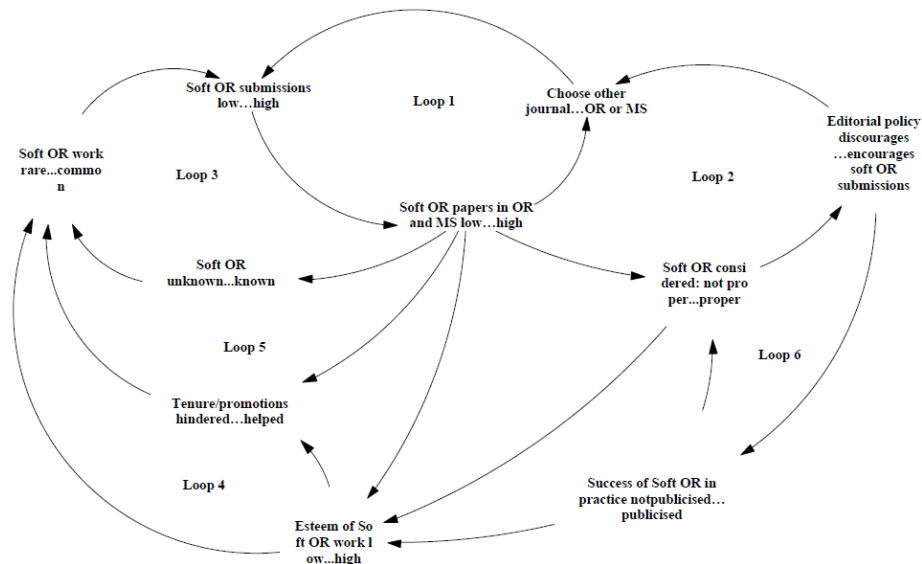 Soft OR submissions
low…high
Loop 1
Choose other
journal…OR or MS
Editorial policy
discourages
…encourages
soft OR
submissions
Soft OR work
rare...commo
n
Loop 3
Loop 2
Soft OR papers in OR
and MS low…high
Soft OR
unknown...known
Soft OR consi
dered: not pro
per...proper
Loop 5
Loop 6
Tenure/promotions
hindered…helped
Loop 4
Success of Soft OR in
practice notpublicised…
publicised
Esteem of So
ft OR work l
ow...high